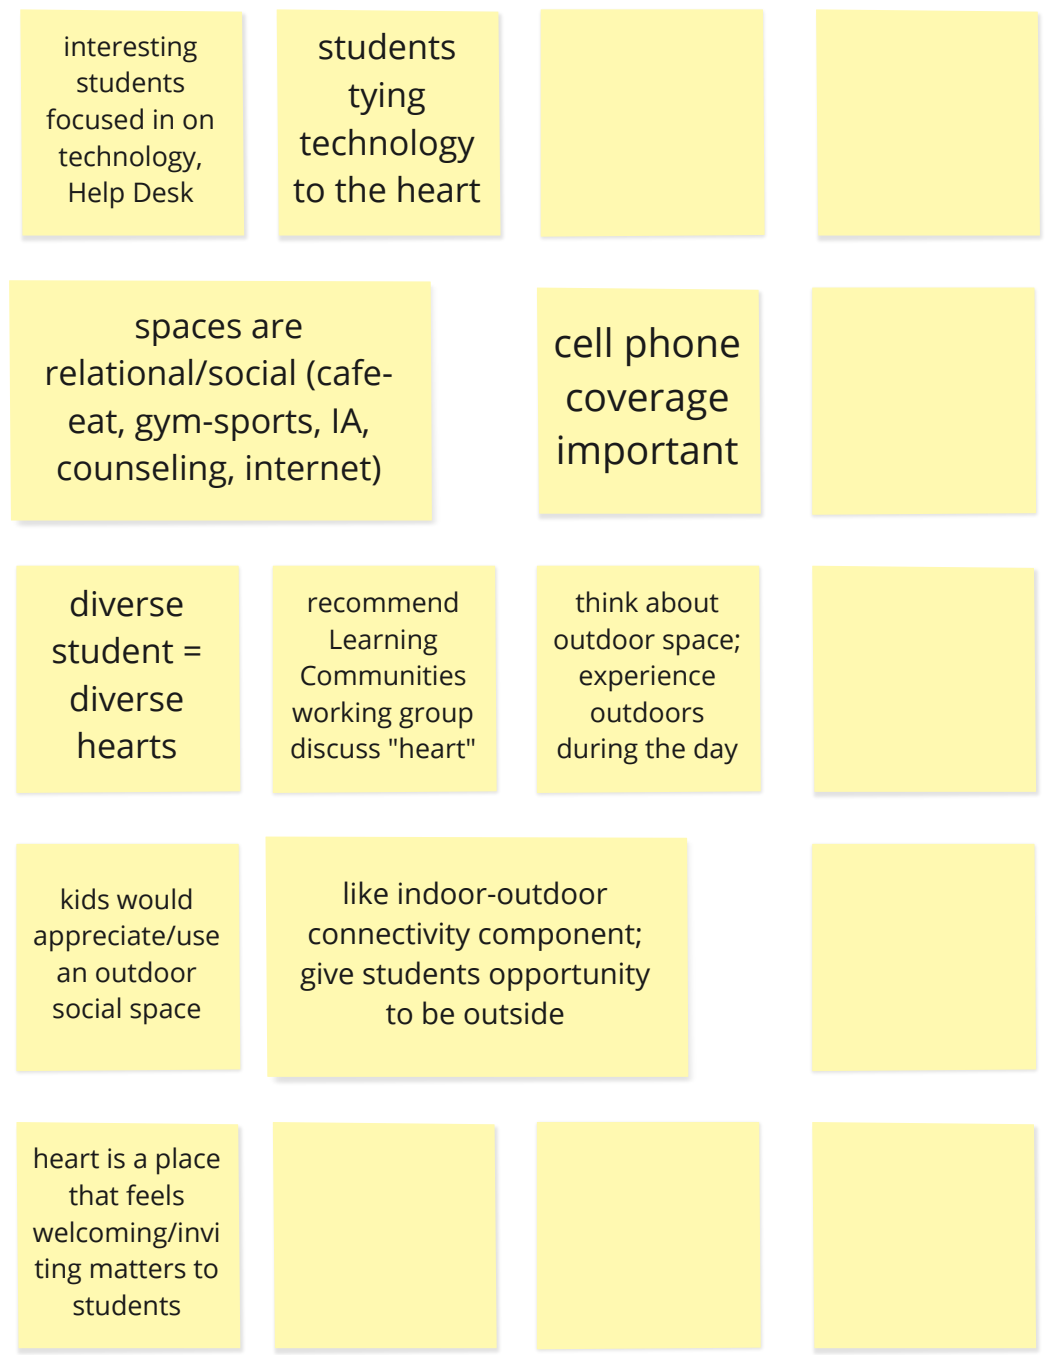 interesting
students
focused in on
technology,
Help Desk
students
tying
technology
to the heart
spaces are
relational/social (cafe-
eat, gym-sports, IA,
counseling, internet)
cell phone
coverage
important
diverse
student =
diverse
hearts
recommend
Learning
Communities
working group
discuss "heart"
think about
outdoor space;
experience
outdoors
during the day
kids would
appreciate/use
an outdoor
social space
like indoor-outdoor
connectivity component;
give students opportunity
to be outside
heart is a place
that feels
welcoming/invi
ting matters to
students